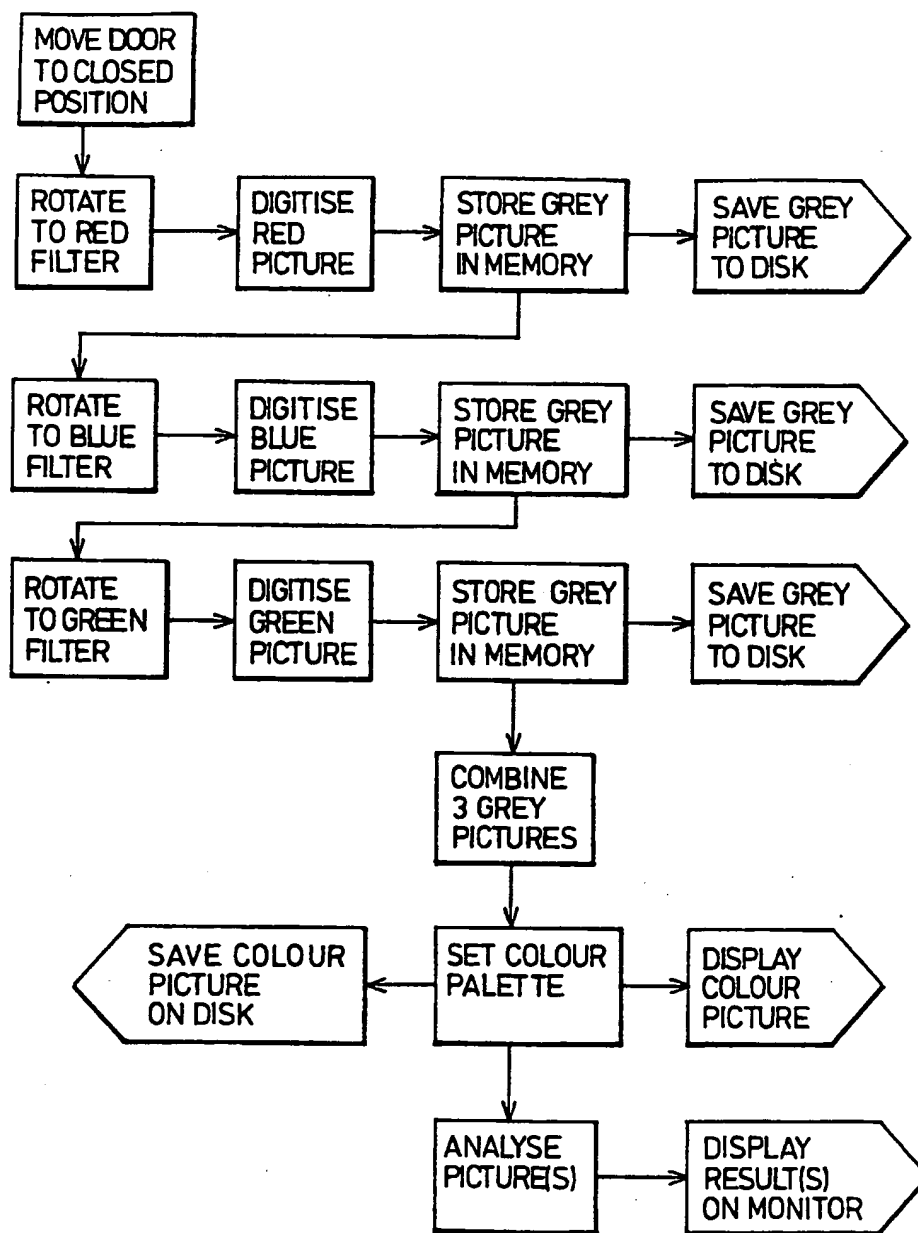 MOVE DOOR
TO CLOSED
POSITION
ROTATE
TO RED
FILTER
DIGITISE
RED
PICTURE
STORE GREY
PICTURE
IN MEMORY
SAVE GREY
PICTURE
TO DISK
ROTATE
TO BLUE
FILTER
DIGITISE
BLUE
PICTURE
STORE GREY
PICTURE
IN MEMORY
SAVE GREY
PICTURE
TO DISK
ROTATE
TO GREEN
FILTER
DIGITISE
GREEN
PICTURE
STORE GREY
PICTURE
IN MEMORY
SAVE GREY
PICTURE
TO DISK
COMBINE
3 GREY
PICTURES
SAVE COLOUR
PICTURE
ON DISK
SET COLOUR
PALETTE
DISPLAY
COLOUR
PICTURE
ANALYSE
PICTURE(S)
DISPLAY
RESULT(S)
ON MONITOR